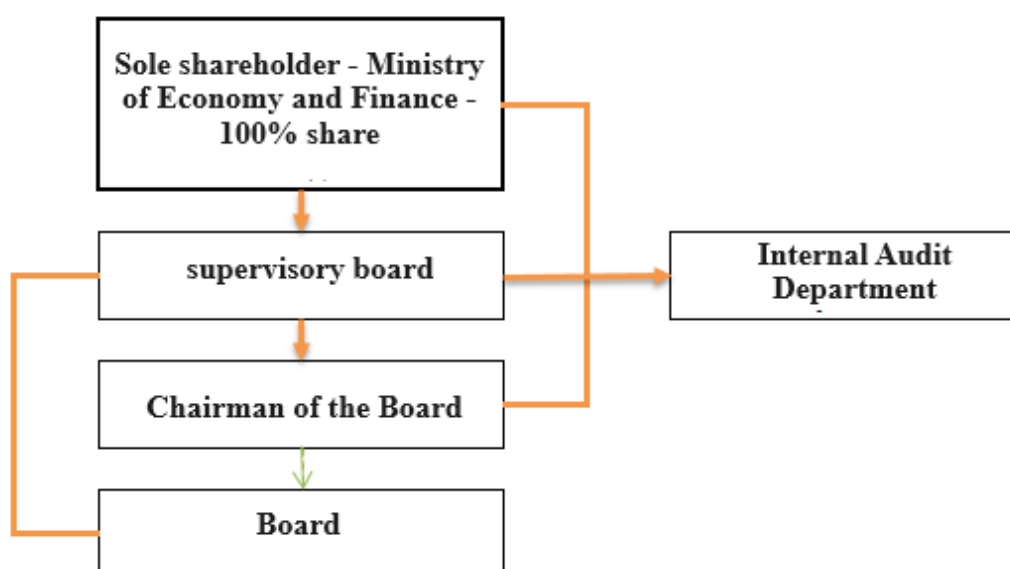 Sole shareholder - Ministry
of Economy and Finance -
100% share
supervisory board
Internal Audit
Department
Chairman of the Board
Board